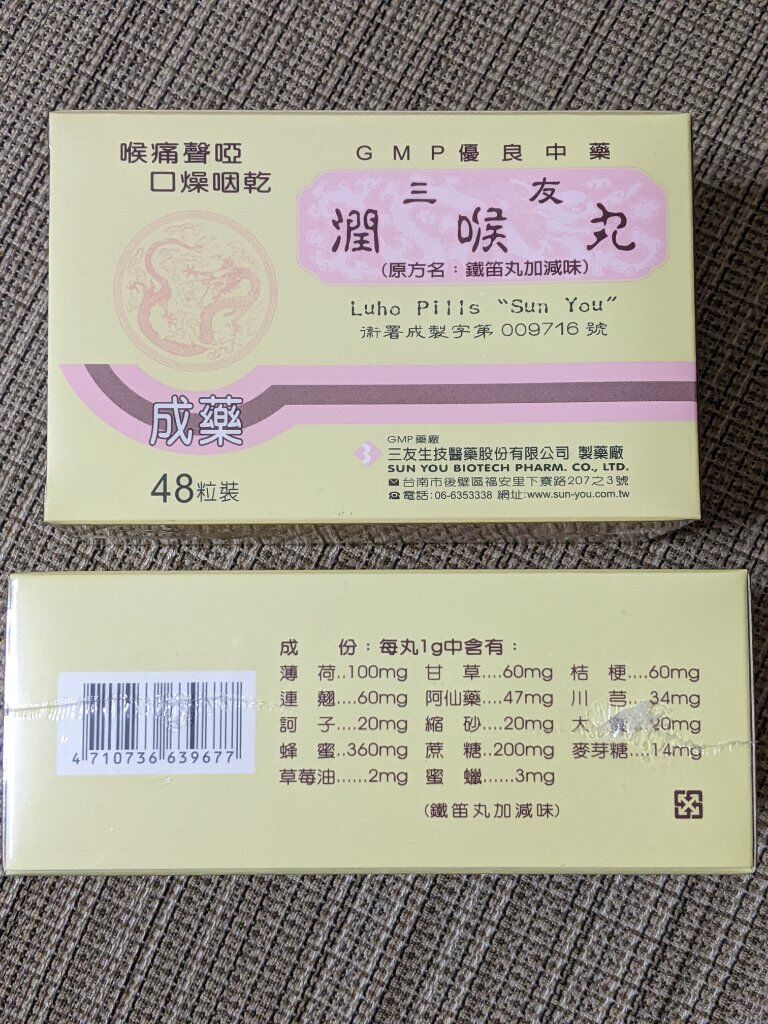 喉痛聲啞
口燥咽乾
GMP優良中藥
三友
潤喉丸
(原方名：鐵笛丸加減味)
Luho Pills “Sun You”
衛署成製字第 009716 號
成藥
48粒裝
GMP藥廠
三友生技醫藥股份有限公司 製藥廠
SUN YOU BIOTECH PHARM. CO., LTD.
台南市後壁區福安里下寮路207之3號
電話:06-6353338 網址:www.sun-you.com.tw
成　份：每丸1g中含有：
薄荷..100mg 甘草....60mg 桔梗....60mg
連翹....60mg 阿仙藥....47mg 川芎...34mg
訶子....20mg 縮砂....20mg 大 20mg
蜂蜜..360mg 蔗糖..200mg 麥芽糖....14mg
草莓油......2mg 蜜蠟......3mg
(鐵笛丸加減味)
4 710736 639677